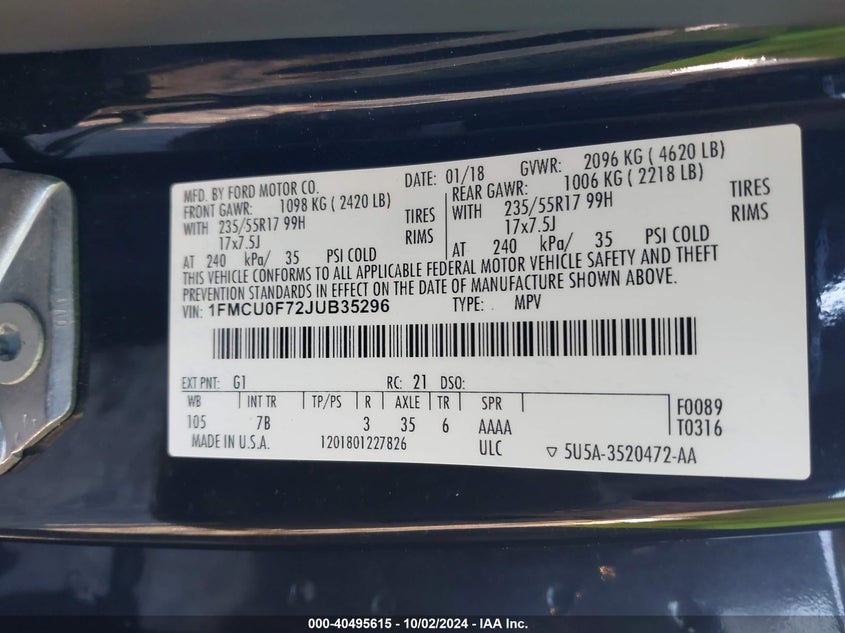 MFD. BY FORD MOTOR CO. DATE: 01/18 GVWR: 2096 KG ( 4620 LB)
FRONT GAWR: 1098 KG ( 2420 LB) REAR GAWR: 1006 KG ( 2218 LB)
WITH 235/55R17 99H TIRES WITH 235/55R17 99H TIRES
17x7.5J RIMS 17x7.5J RIMS
AT 240 kPa/ 35 PSI COLD AT 240 kPa/ 35 PSI COLD
THIS VEHICLE CONFORMS TO ALL APPLICABLE FEDERAL MOTOR VEHICLE SAFETY AND THEFT
PREVENTION STANDARDS IN EFFECT ON THE DATE OF MANUFACTURE SHOWN ABOVE.
VIN: 1FMCU0F72JUB35296 TYPE: MPV
EXT PNT: G1 RC: 21 DSO:
WB INT TR TP/PS R AXLE TR SPR F0089
105 7B 3 35 6 AAAA T0316
MADE IN U.S.A. 1201801227826 ULC ▽ 5U5A-3520472-AA
000-40495615 - 10/02/2024 - IAA Inc.